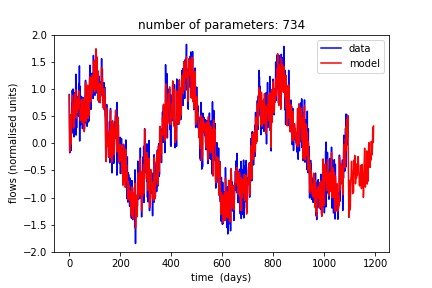 number of parameters: 734
data
model
2.0
1.5
1.0
0.5
0.0
−0.5
−1.0
−1.5
−2.0
flows (normalised units)
0 200 400 600 800 1000 1200
time (days)